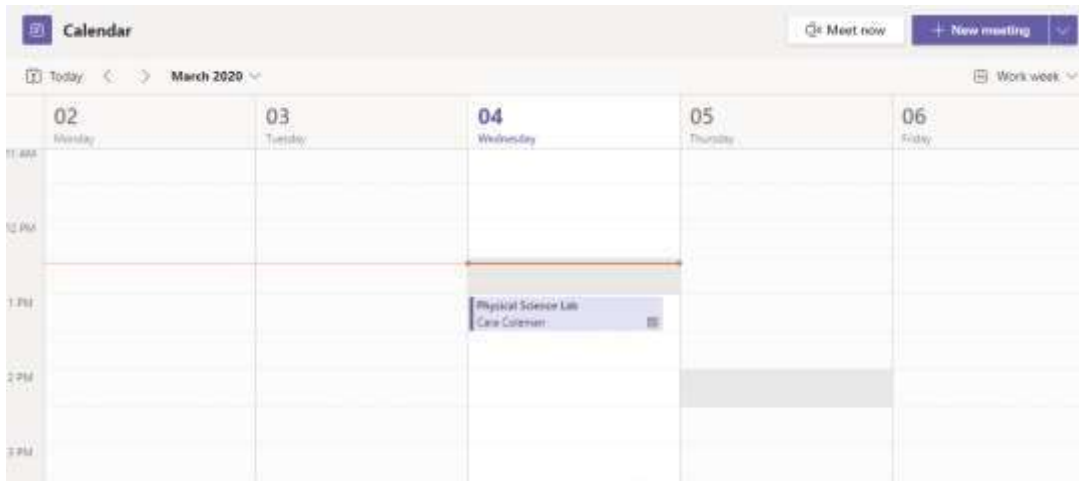 Calendar
Meet now
+ New meeting
Today
March 2020
Work week
02
Monday
03
Tuesday
04
Wednesday
05
Thursday
06
Friday
11 AM
12 PM
1 PM
Physical Science Lab
Cara Coleman
2 PM
3 PM